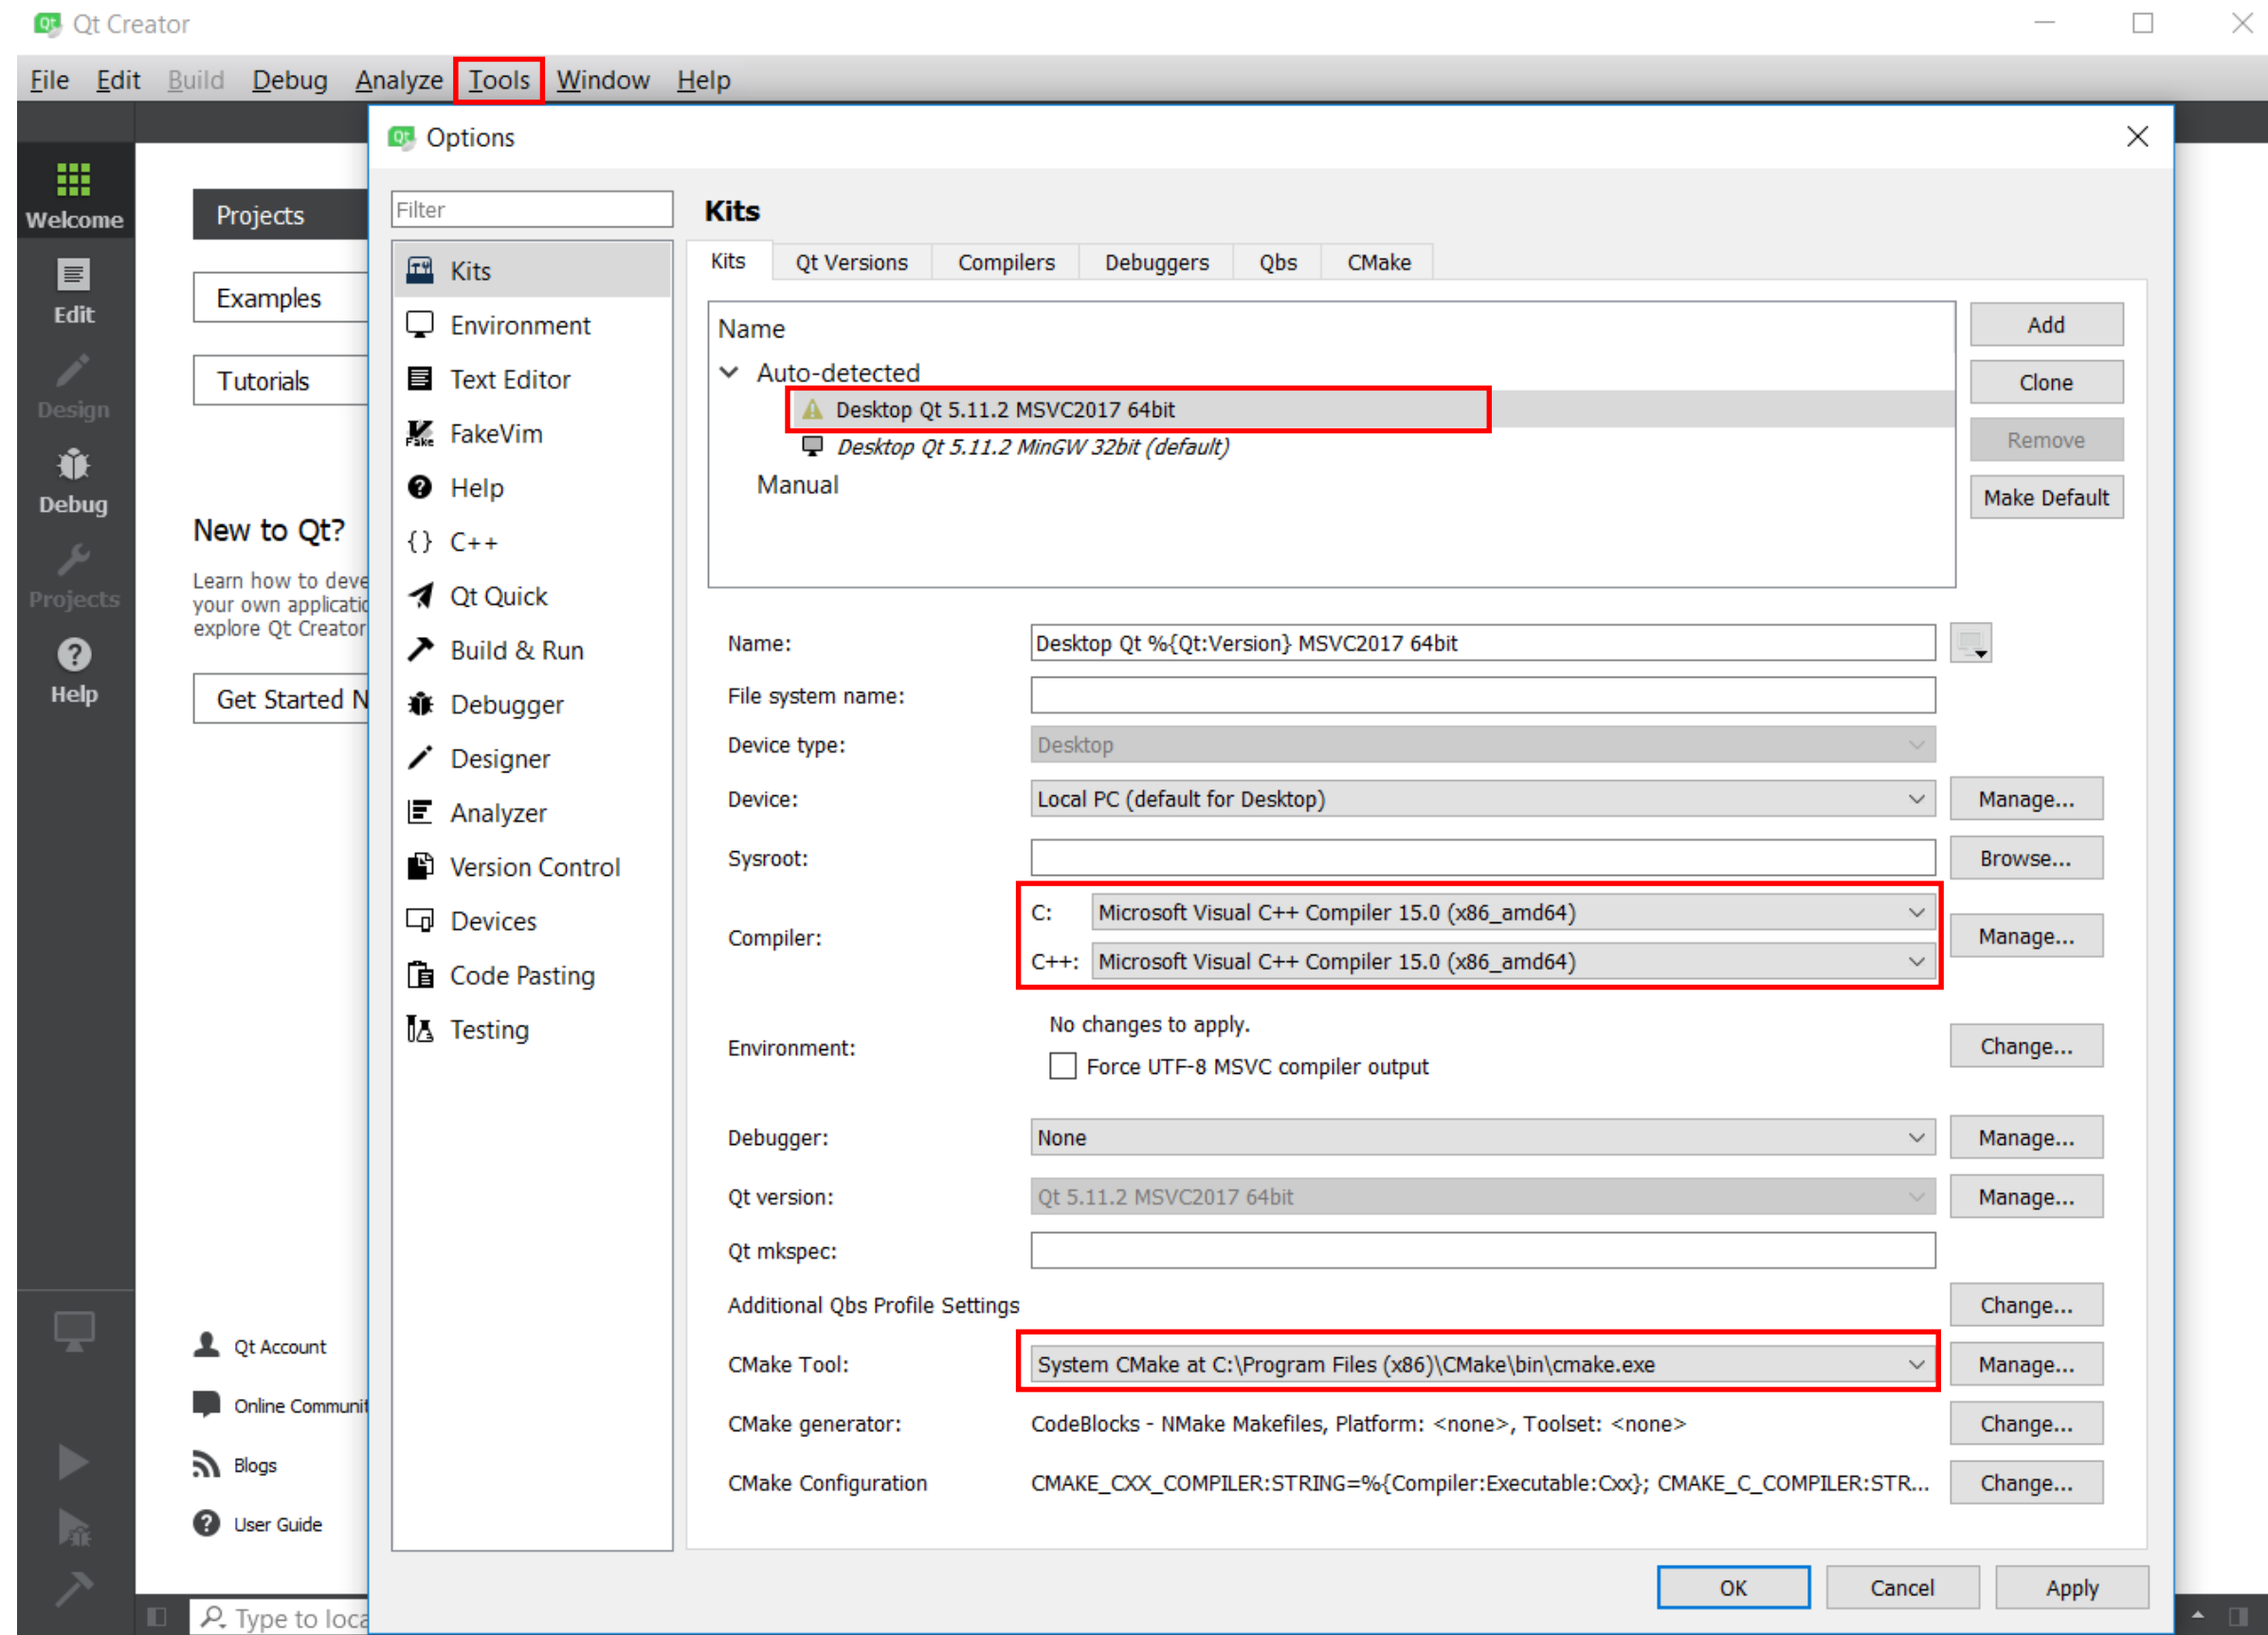 Qt Creator
File Edit Build Debug Analyze Tools Window Help
Options
Welcome
Edit
Design
Debug
Projects
Help
Projects
Examples
Tutorials
New to Qt?
Learn how to deve
your own applicatio
explore Qt Creator
Get Started N
Qt Account
Online Communit
Blogs
User Guide
Type to loca
Filter
Kits
Environment
Text Editor
FakeVim
Help
{} C++
Qt Quick
Build & Run
Debugger
Designer
Analyzer
Version Control
Devices
Code Pasting
Testing
Kits
Kits Qt Versions Compilers Debuggers Qbs CMake
Name
Auto-detected
Desktop Qt 5.11.2 MSVC2017 64bit
Desktop Qt 5.11.2 MinGW 32bit (default)
Manual
Add
Clone
Remove
Make Default
Name: Desktop Qt %{Qt:Version} MSVC2017 64bit
File system name:
Device type: Desktop
Device: Local PC (default for Desktop) Manage...
Sysroot: Browse...
Compiler:
C: Microsoft Visual C++ Compiler 15.0 (x86_amd64)
C++: Microsoft Visual C++ Compiler 15.0 (x86_amd64)
Manage...
Environment:
No changes to apply.
Force UTF-8 MSVC compiler output
Change...
Debugger: None Manage...
Qt version: Qt 5.11.2 MSVC2017 64bit Manage...
Qt mkspec:
Additional Qbs Profile Settings Change...
CMake Tool: System CMake at C:\Program Files (x86)\CMake\bin\cmake.exe Manage...
CMake generator: CodeBlocks - NMake Makefiles, Platform: <none>, Toolset: <none> Change...
CMake Configuration CMAKE_CXX_COMPILER:STRING=%{Compiler:Executable:Cxx}; CMAKE_C_COMPILER:STR... Change...
OK Cancel Apply